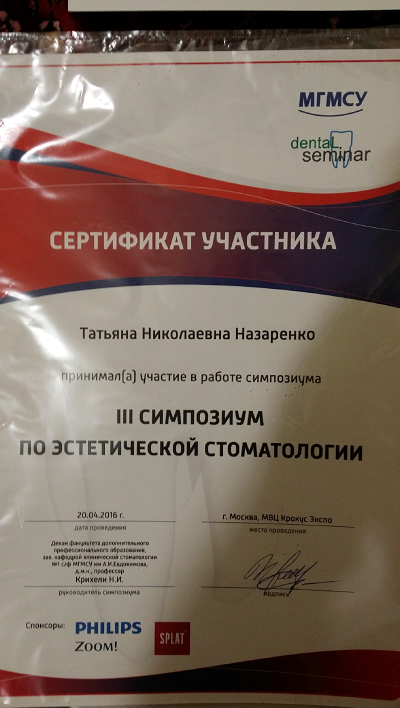 МГМСУ
dental
seminar
СЕРТИФИКАТ УЧАСТНИКА
Татьяна Николаевна Назаренко
принимал(а) участие в работе симпозиума
III СИМПОЗИУМ
ПО ЭСТЕТИЧЕСКОЙ СТОМАТОЛОГИИ
20.04.2016 г.
дата проведения
г. Москва, МВЦ Крокус Экспо
место проведения
Декан факультета дополнительного
профессионального образования,
зав. кафедрой клинической стоматологии
№1 с/ф МГМСУ им А.И.Евдокимова,
д.м.н., профессор
Крихели Н.И.
руководитель симпозиума
Подпись
Спонсоры:
PHILIPS
ZOOM!
SPLAT